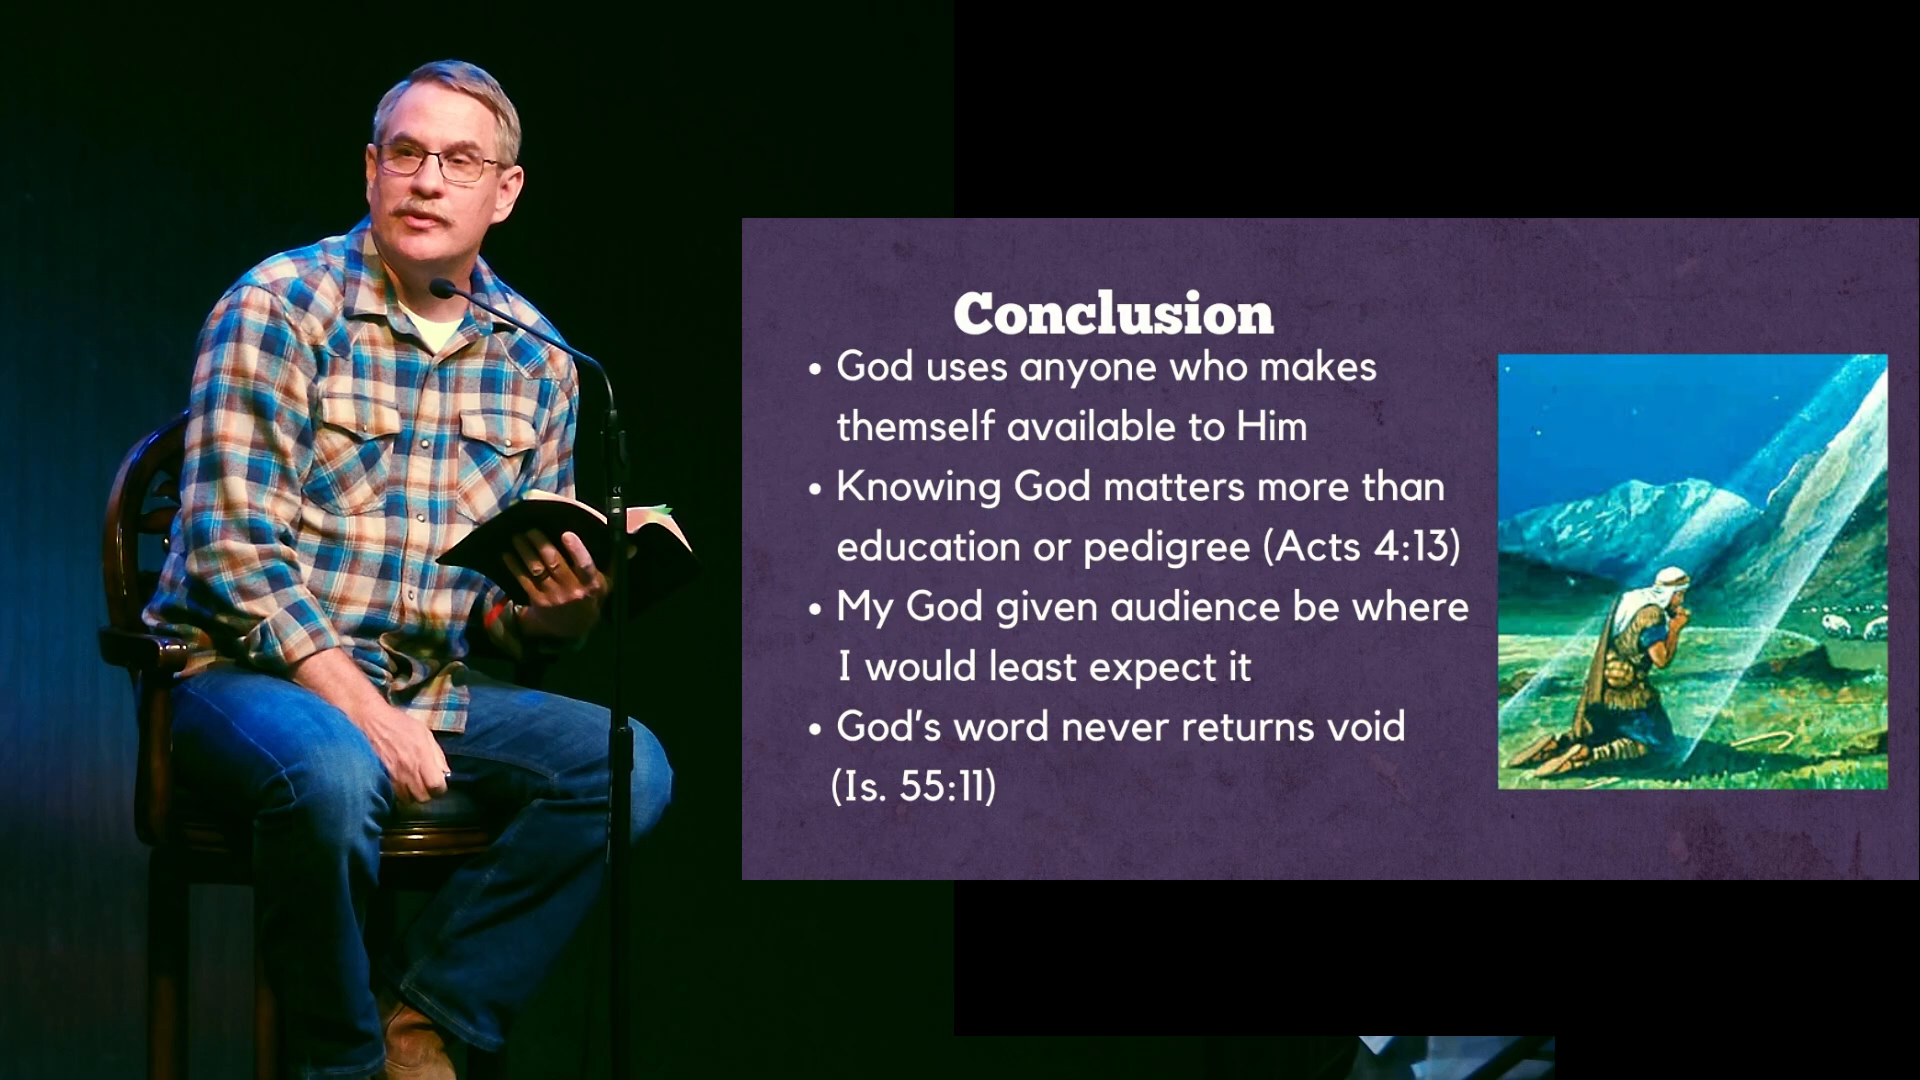 Conclusion
• God uses anyone who makes
themself available to Him
• Knowing God matters more than
education or pedigree (Acts 4:13)
• My God given audience be where
I would least expect it
• God’s word never returns void
(Is. 55:11)